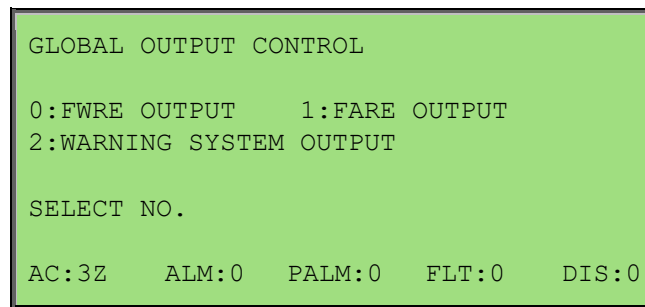 GLOBAL OUTPUT CONTROL
0:FWRE OUTPUT 1:FARE OUTPUT
2:WARNING SYSTEM OUTPUT
SELECT NO.
AC:3Z ALM:0 PALM:0 FLT:0 DIS:0